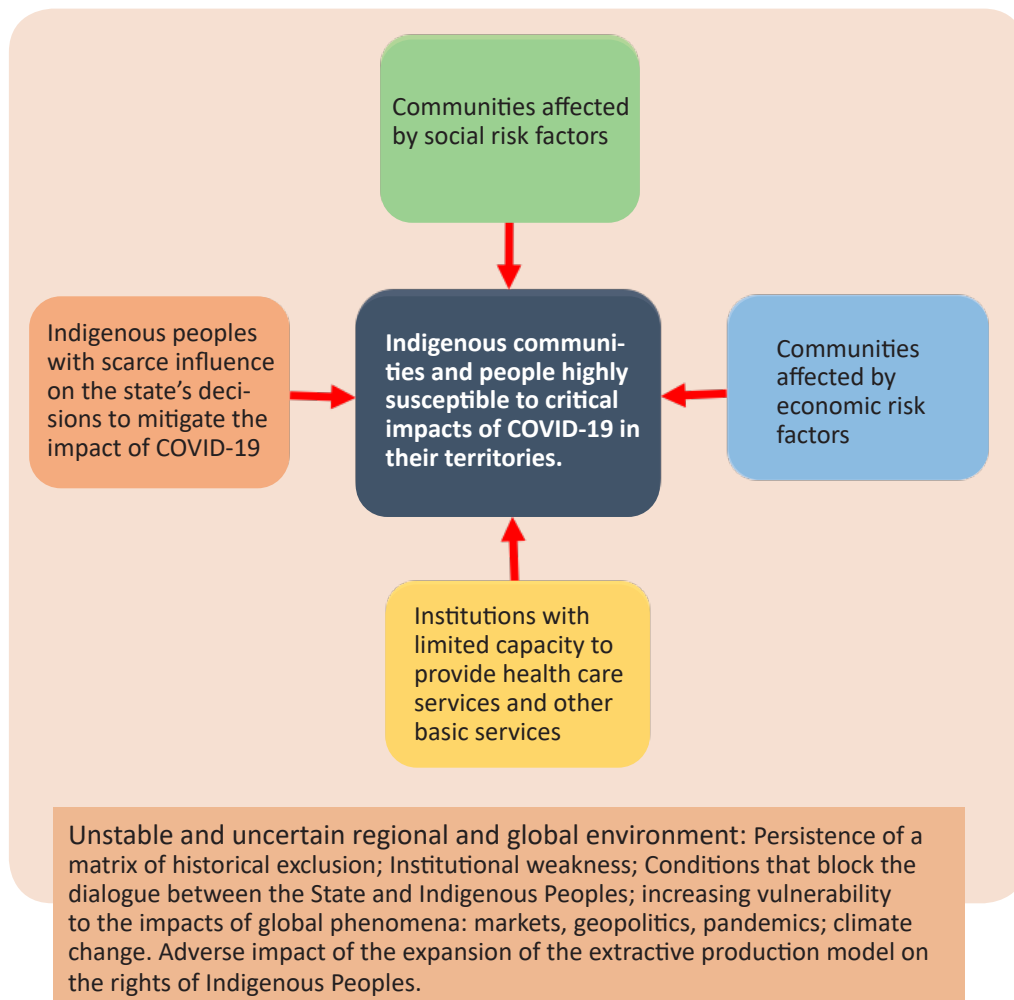 Communities affected
by social risk factors
Indigenous peoples
with scarce influence
on the state's deci-
sions to mitigate the
impact of COVID-19
Indigenous communi-
ties and people highly
susceptible to critical
impacts of COVID-19 in
their territories.
Communities
affected by
economic risk
factors
Institutions with
limited capacity to
provide health care
services and other
basic services
Unstable and uncertain regional and global environment: Persistence of a
matrix of historical exclusion; Institutional weakness; Conditions that block the
dialogue between the State and Indigenous Peoples; increasing vulnerability
to the impacts of global phenomena: markets, geopolitics, pandemics; climate
change. Adverse impact of the expansion of the extractive production model on
the rights of Indigenous Peoples.